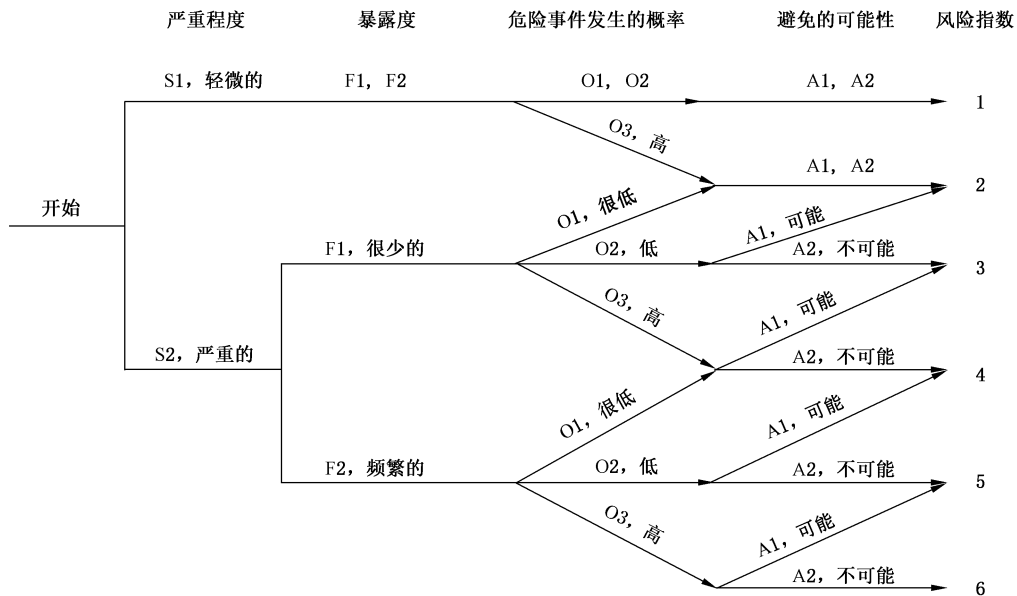 严重程度 暴露度 危险事件发生的概率 避免的可能性 风险指数
S1，轻微的 F1，F2 O1，O2 A1，A2 1
O3，高
A1，A2 2
开始
O1，很低
A1，可能
F1，很少的 O2，低 A2，不可能 3
O3，高
A1，可能
S2，严重的 A2，不可能 4
O1，很低
A1，可能
F2，频繁的 O2，低 A2，不可能 5
O3，高
A1，可能
A2，不可能 6